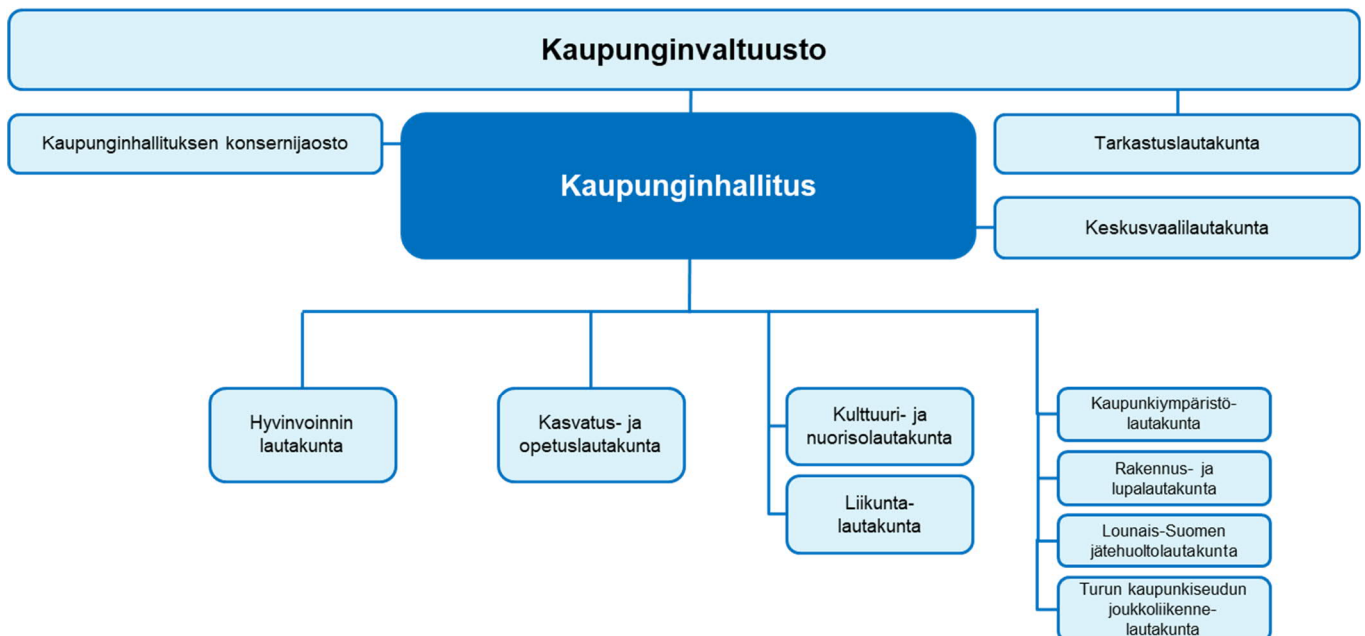 Kaupunginvaltuusto
Kaupunginhallituksen konsernijaosto
Kaupunginhallitus
Tarkastuslautakunta
Keskusvaalilautakunta
Hyvinvoinnin
lautakunta
Kasvatus- ja
opetuslautakunta
Kulttuuri- ja
nuorisolautakunta
Liikunta-
lautakunta
Kaupunkiympäristö-
lautakunta
Rakennus- ja
lupalautakunta
Lounais-Suomen
jätehuoltolautakunta
Turun kaupunkiseudun
joukkoliikenne-
lautakunta